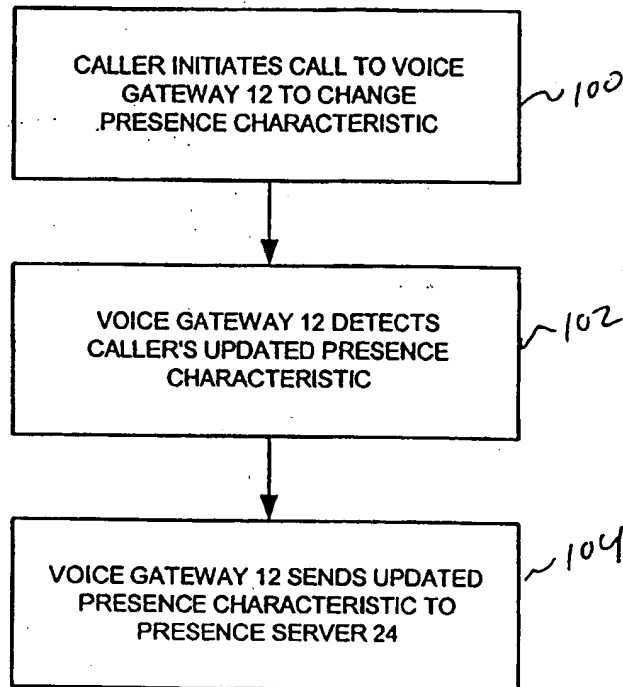 CALLER INITIATES CALL TO VOICE
GATEWAY 12 TO CHANGE
PRESENCE CHARACTERISTIC
100
VOICE GATEWAY 12 DETECTS
CALLER'S UPDATED PRESENCE
CHARACTERISTIC
102
VOICE GATEWAY 12 SENDS UPDATED
PRESENCE CHARACTERISTIC TO
PRESENCE SERVER 24
104